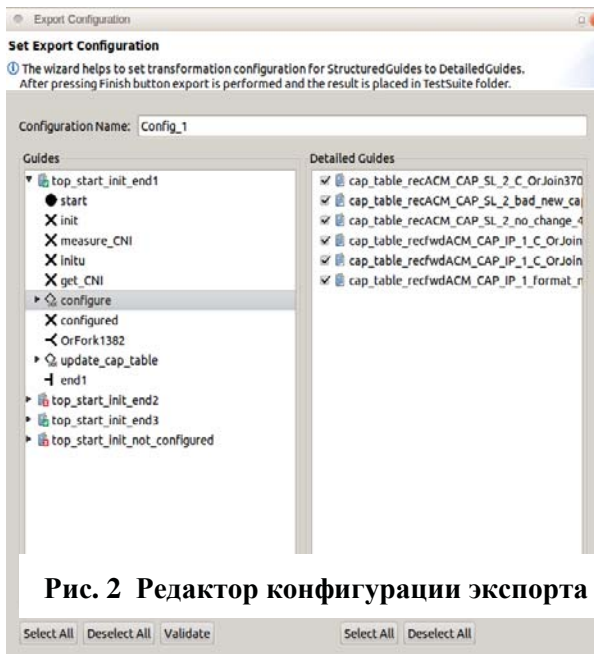 Export Configuration
Set Export Configuration
The wizard helps to set transformation configuration for StructuredGuides to DetailedGuides.
After pressing Finish button export is performed and the result is placed in TestSuite folder.
Configuration Name: Config_1
Guides
top_start_init_end1
start
init
measure_CNI
initu
get_CNI
configure
configured
OrFork1382
update_cap_table
end1
top_start_init_end2
top_start_init_end3
top_start_init_not_configured
Detailed Guides
cap_table_recACM_CAP_SL_2_C_OrJoin370
cap_table_recACM_CAP_SL_2_bad_new_ca
cap_table_recACM_CAP_SL_2_no_change_4
cap_table_recfwdACM_CAP_IP_1_C_OrJoin
cap_table_recfwdACM_CAP_IP_1_C_OrJoin
cap_table_recfwdACM_CAP_IP_1_format_
Рис. 2 Редактор конфигурации экспорта
Select All Deselect All Validate Select All Deselect All